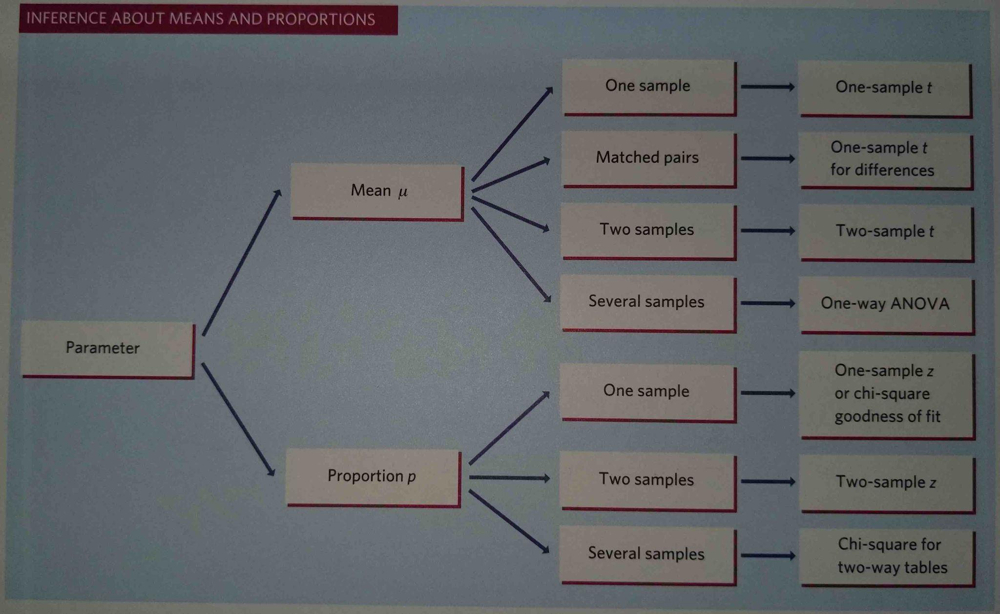 INFERENCE ABOUT MEANS AND PROPORTIONS
Parameter
Mean μ
One sample
One-sample t
Matched pairs
One-sample t
for differences
Two samples
Two-sample t
Several samples
One-way ANOVA
Proportion p
One sample
One-sample z
or chi-square
goodness of fit
Two samples
Two-sample z
Several samples
Chi-square for
two-way tables